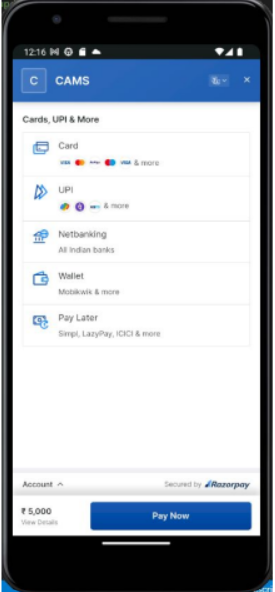 12:16
C CAMS
Cards, UPI & More
Card
VISA VISA & more
UPI
& more
Netbanking
All Indian banks
Wallet
Mobikwik & more
Pay Later
Simpl, LazyPay, ICICI & more
Account
Secured by Razorpay
₹ 5,000
View Details
Pay Now